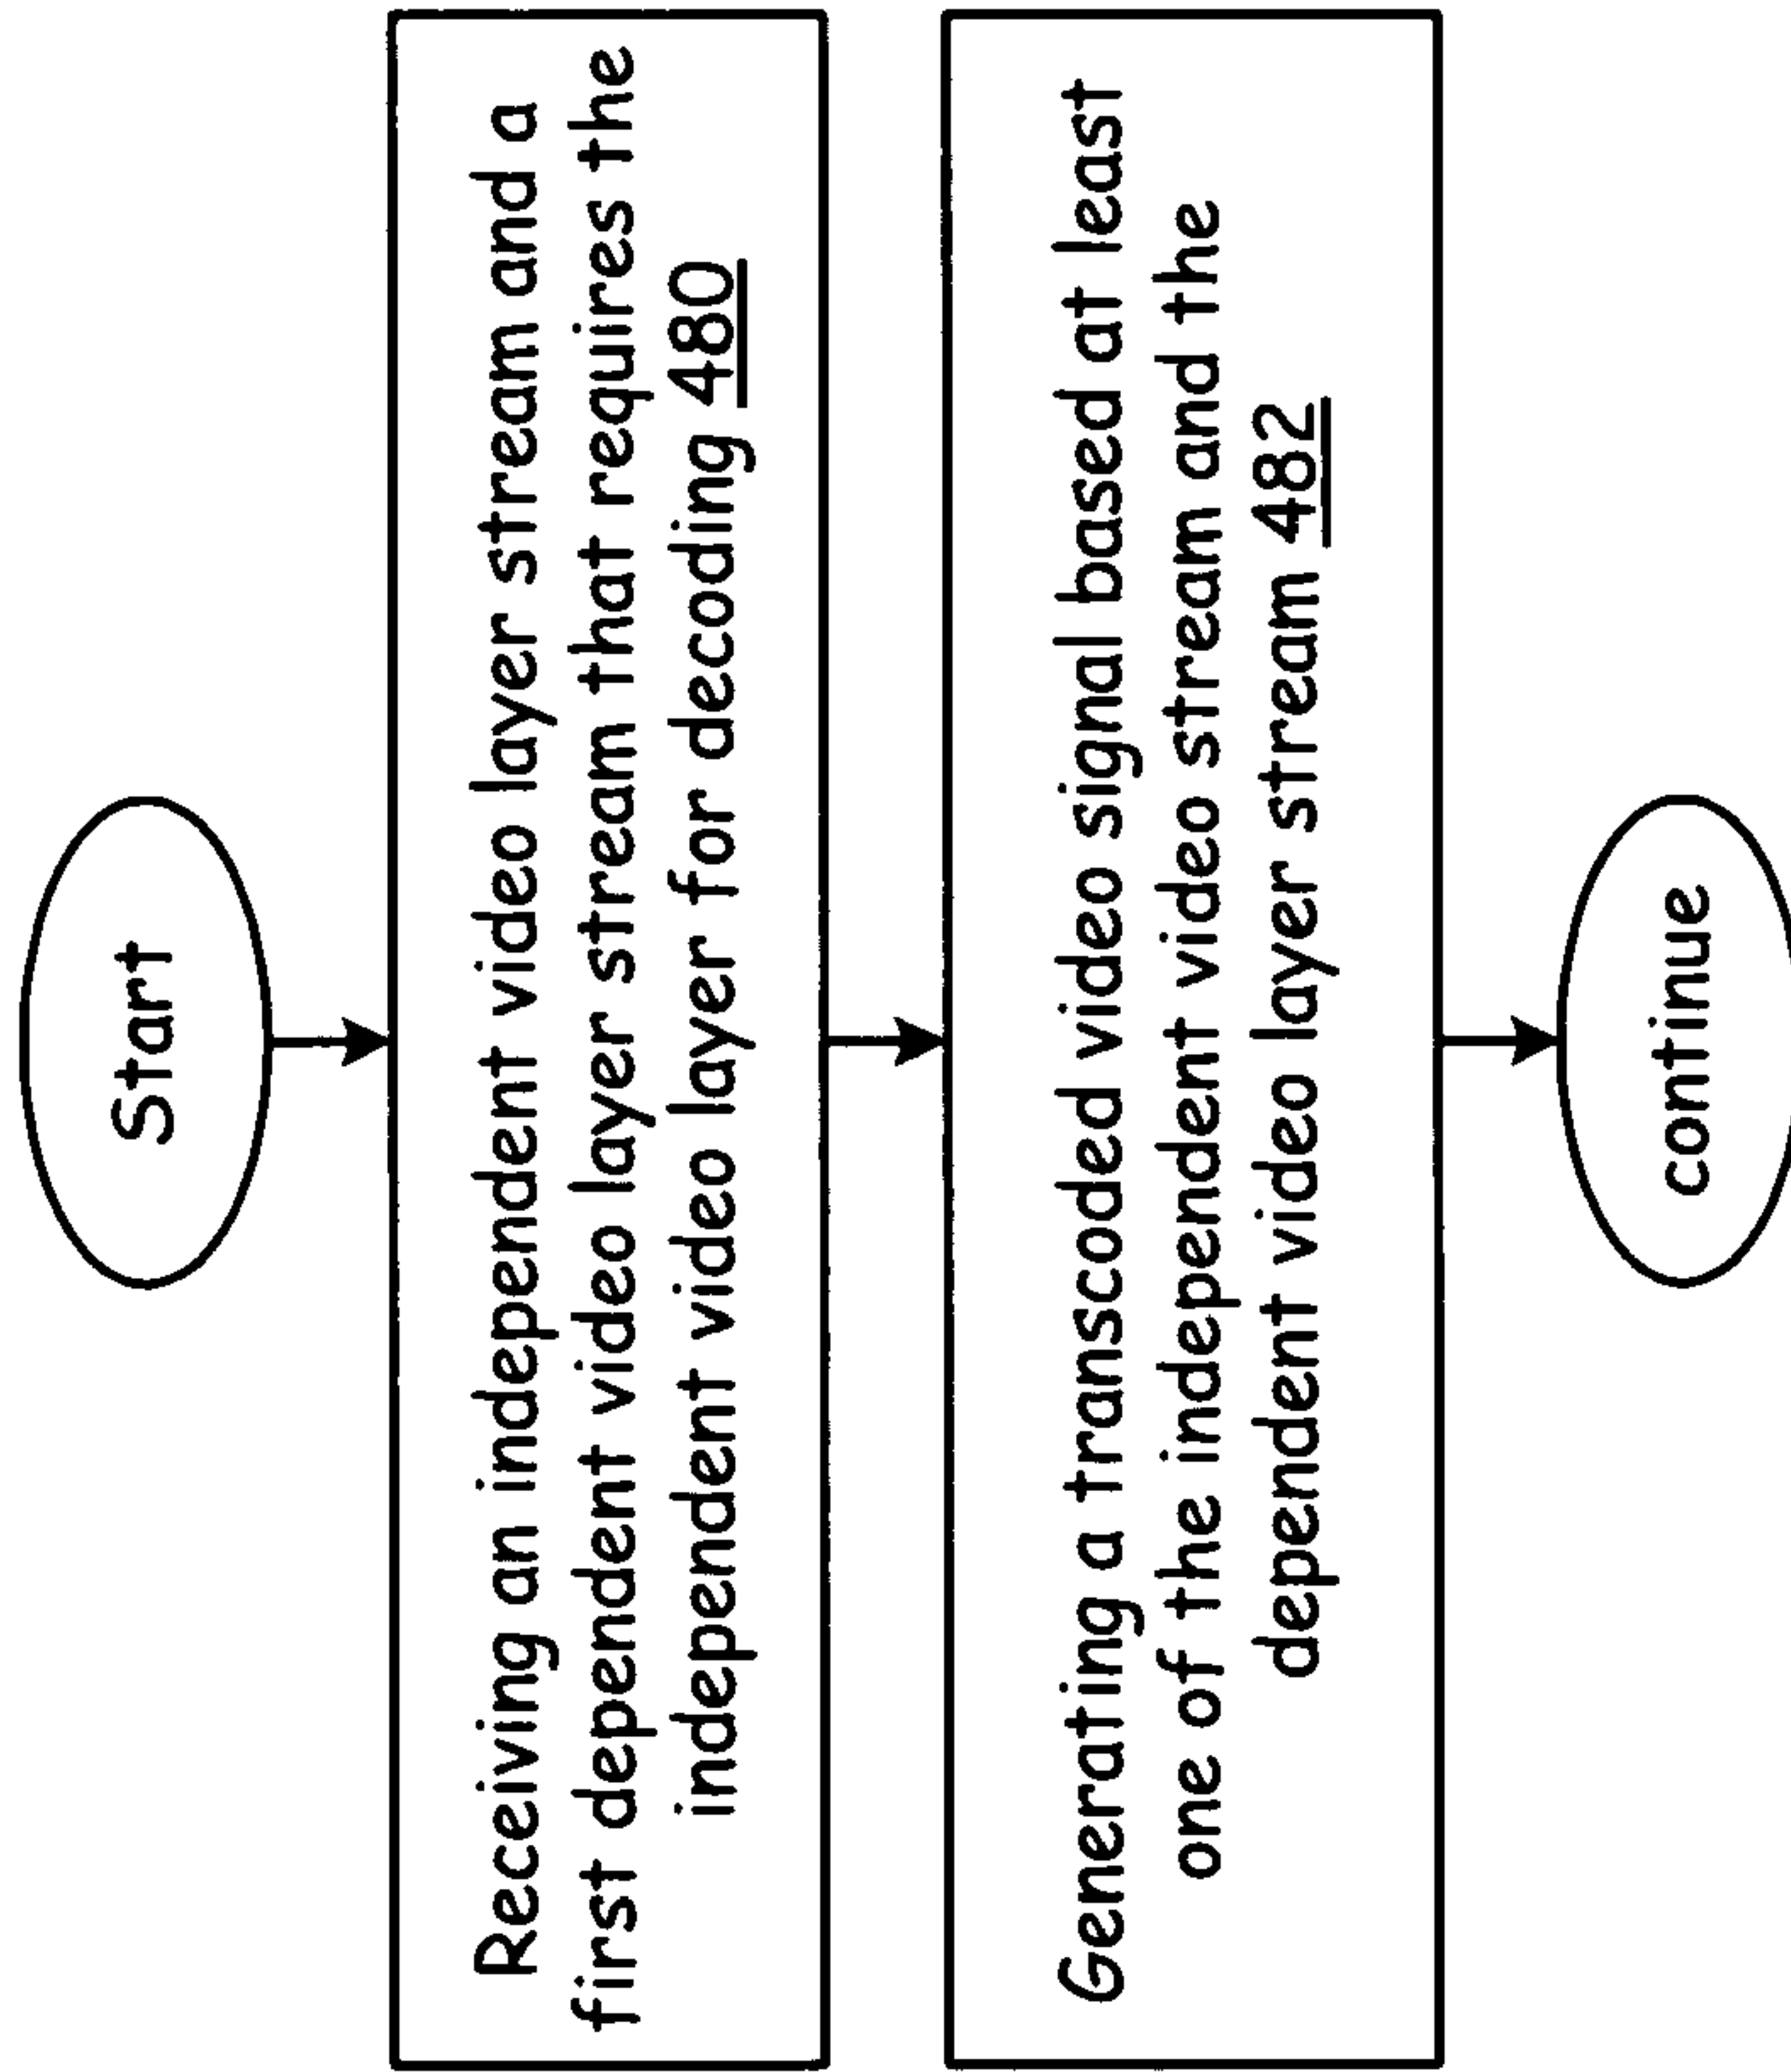 Start
Receiving an independent video layer stream and a
first dependent video layer stream that requires the
independent video layer for decoding 480
Generating a transcoded video signal based at least
one of the independent video stream and the
dependent video layer stream 482
continue